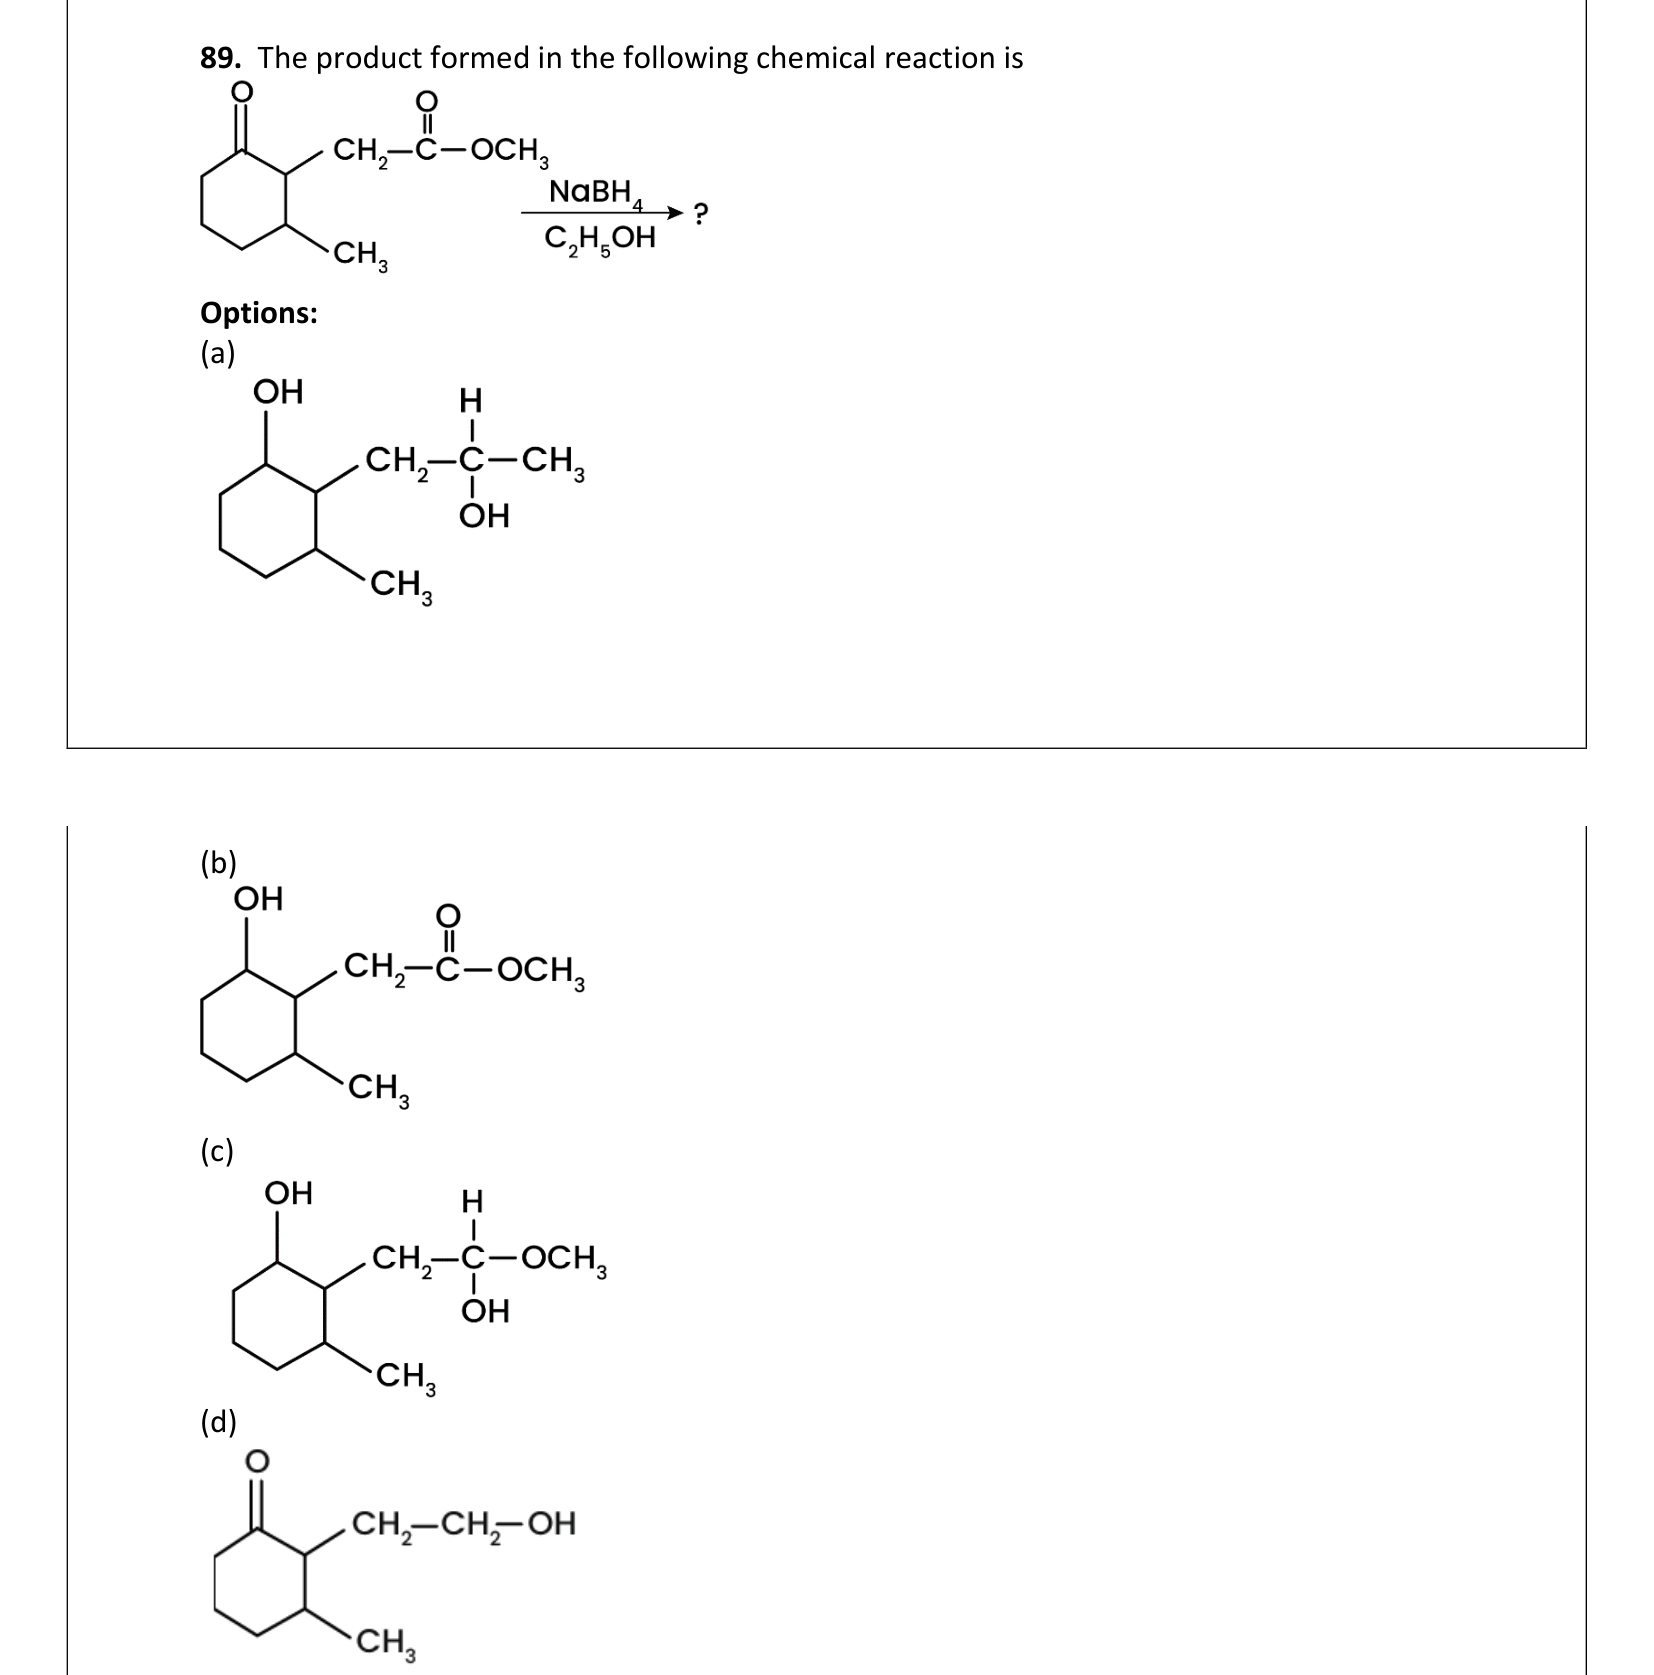 89. The product formed in the following chemical reaction is
O
O
CH₂–C–OCH₃
NaBH₄
?
C₂H₅OH
CH₃
Options:
(a)
OH
H
CH₂–C–CH₃
OH
CH₃
(b)
OH
O
CH₂–C–OCH₃
CH₃
(c)
OH
H
CH₂–C–OCH₃
OH
CH₃
(d)
O
CH₂–CH₂–OH
CH₃